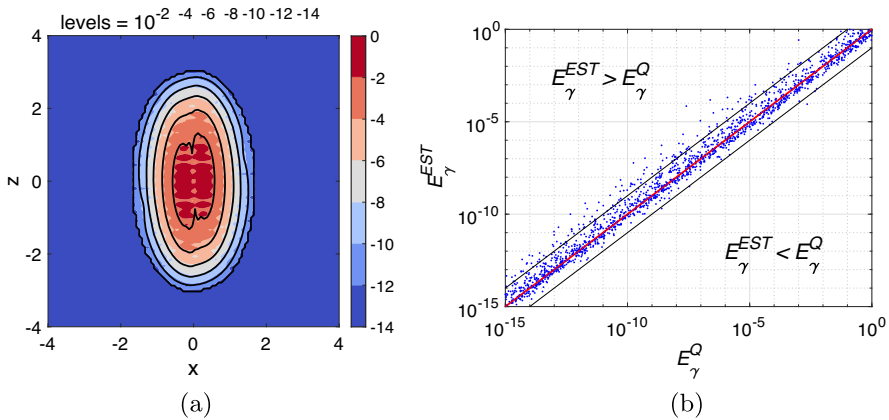 levels = 10^-2 -4 -6 -8 -10 -12 -14
4
2
0
-2
-4
z
-4 -2 0 2 4
x
0
-2
-4
-6
-8
-10
-12
-14
(a)
10^0
10^-5
10^-10
10^-15
E_γ^EST
E_γ^EST > E_γ^Q
E_γ^EST < E_γ^Q
10^-15 10^-10 10^-5 10^0
E_γ^Q
(b)